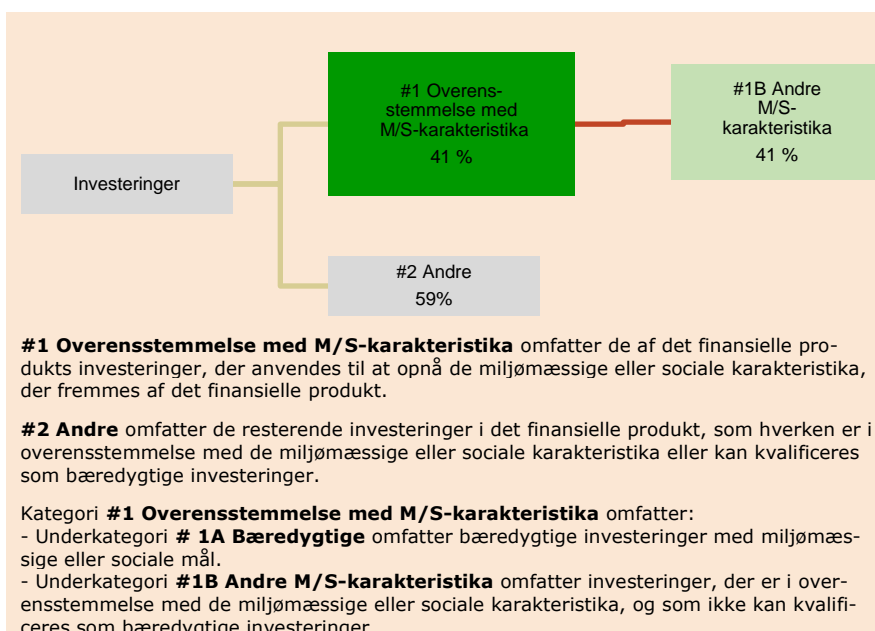 #1 Overens-
stemmelse med
M/S-karakteristika
41 %
#1B Andre
M/S-
karakteristika
41 %
Investeringer
#2 Andre
59%
#1 Overensstemmelse med M/S-karakteristika omfatter de af det finansielle pro-
dukts investeringer, der anvendes til at opnå de miljømæssige eller sociale karakteristika,
der fremmes af det finansielle produkt.
#2 Andre omfatter de resterende investeringer i det finansielle produkt, som hverken er i
overensstemmelse med de miljømæssige eller sociale karakteristika eller kan kvalificeres
som bæredygtige investeringer.
Kategori #1 Overensstemmelse med M/S-karakteristika omfatter:
- Underkategori # 1A Bæredygtige omfatter bæredygtige investeringer med miljømæs-
sige eller sociale mål.
- Underkategori #1B Andre M/S-karakteristika omfatter investeringer, der er i over-
ensstemmelse med de miljømæssige eller sociale karakteristika, og som ikke kan kvalifi-
ceres som bæredygtige investeringer.